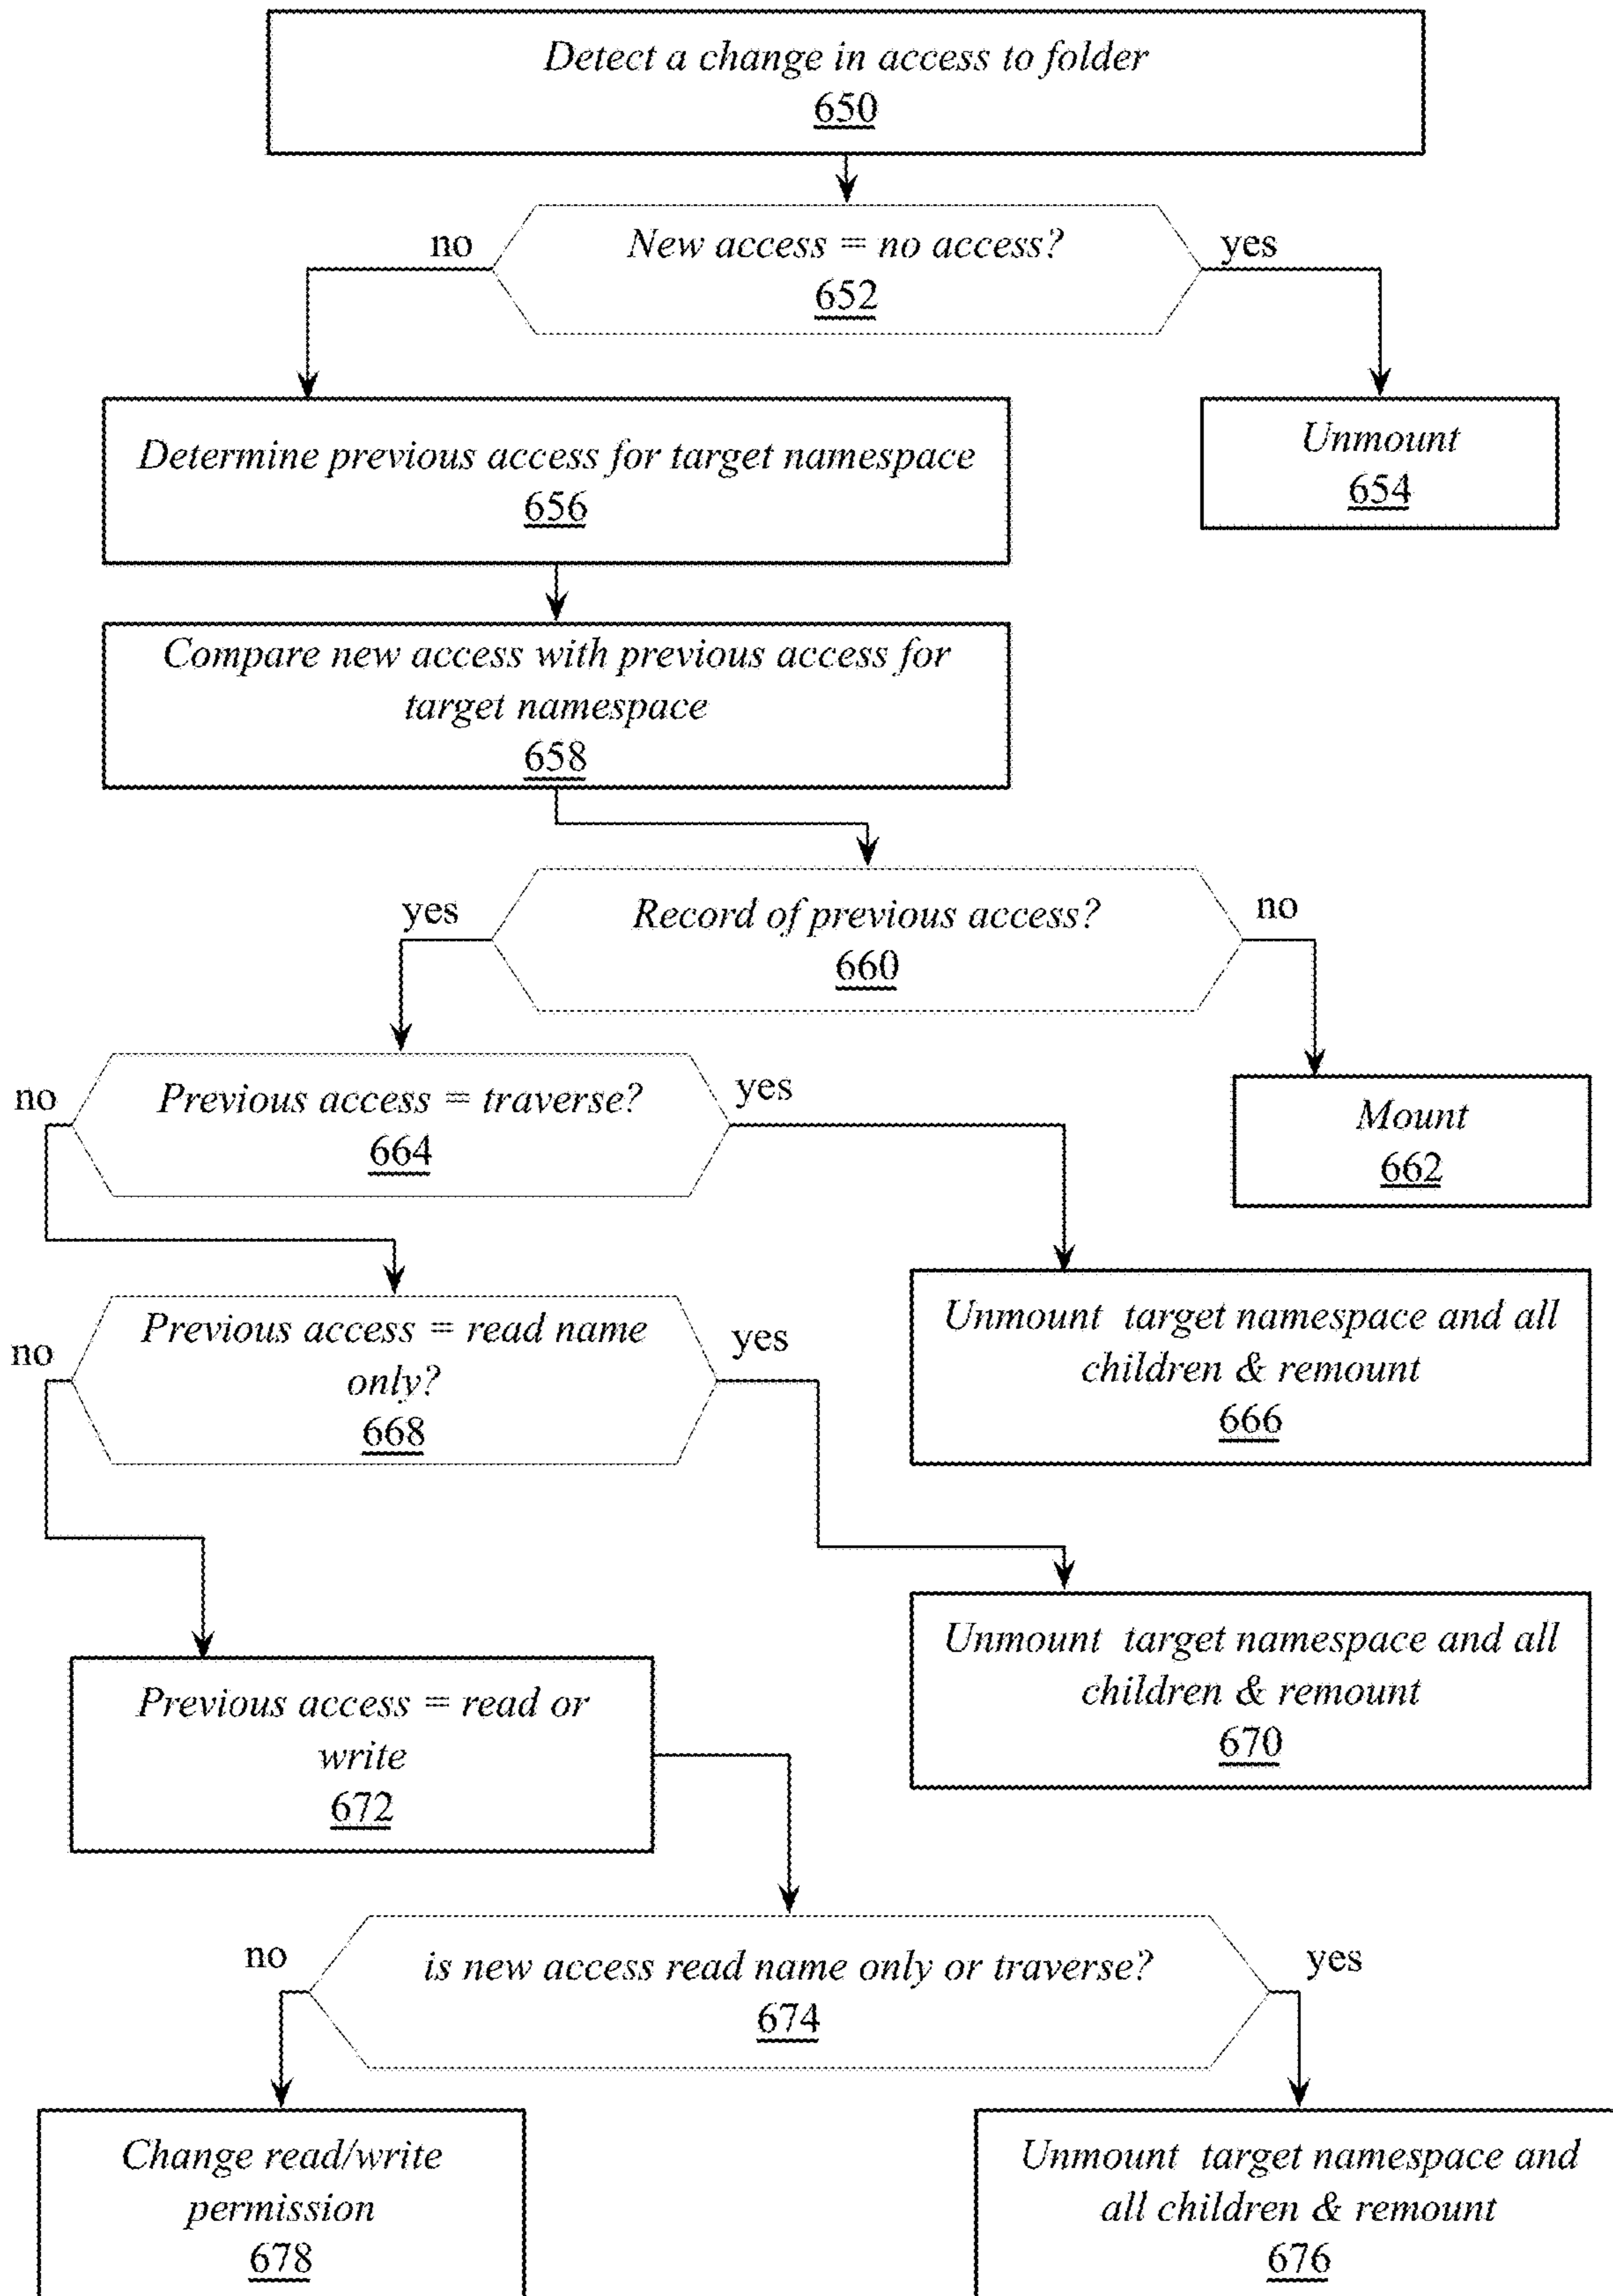 Detect a change in access to folder
650
no
New access = no access?
652
yes
Determine previous access for target namespace
656
Unmount
654
Compare new access with previous access for
target namespace
658
yes
Record of previous access?
660
no
no
Previous access = traverse?
664
yes
Mount
662
no
Previous access = read name
only?
668
yes
Unmount target namespace and all
children & remount
666
Previous access = read or
write
672
Unmount target namespace and all
children & remount
670
no
is new access read name only or traverse?
674
yes
Change read/write
permission
678
Unmount target namespace and
all children & remount
676